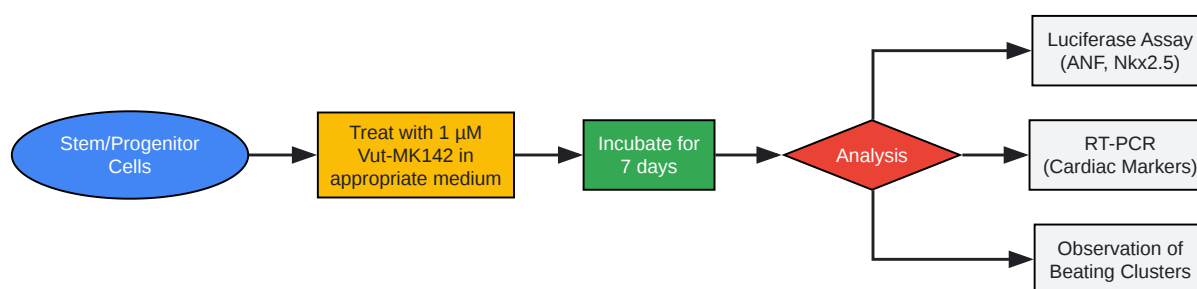 Stem/Progenitor
Cells
Treat with 1 µM
Vut-MK142 in
appropriate medium
Incubate for
7 days
Analysis
Luciferase Assay
(ANF, Nkx2.5)
RT-PCR
(Cardiac Markers)
Observation of
Beating Clusters